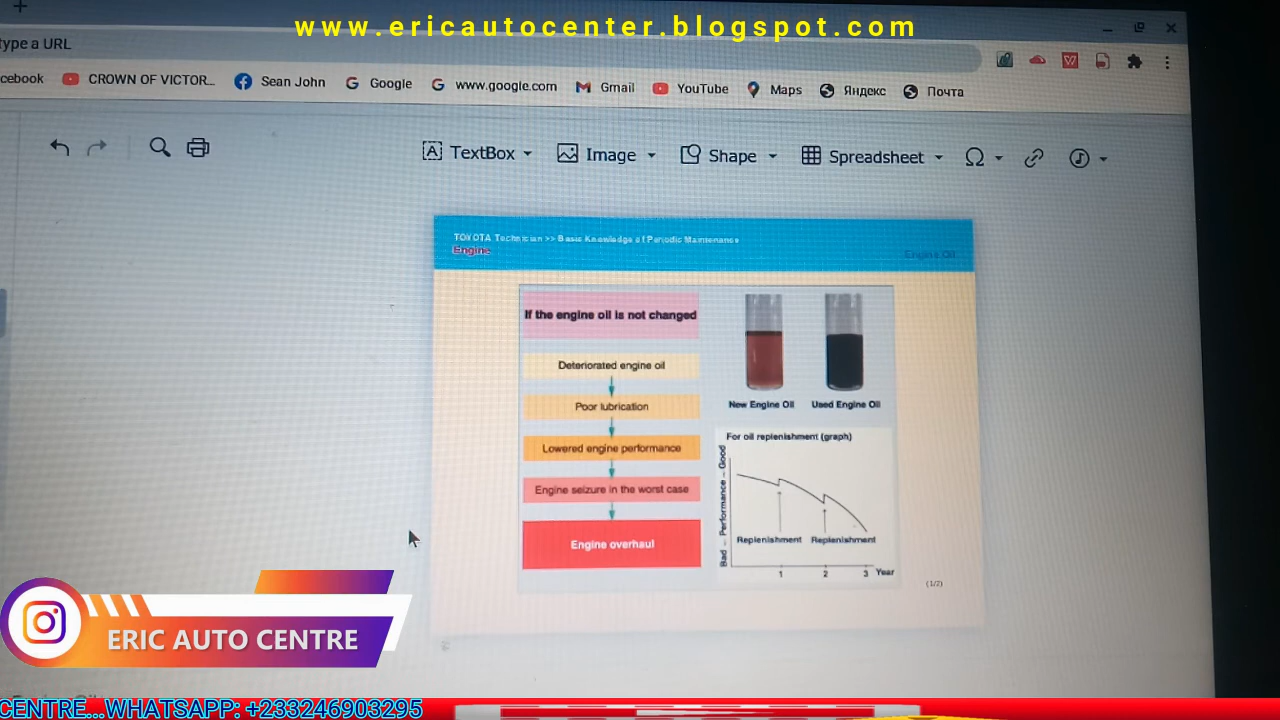 www.ericautocenter.blogspot.com
type a URL
cebook
CROWN OF VICTOR...
Sean John
Google
www.google.com
Gmail
YouTube
Maps
Яндекс
Почта
TextBox
Image
Shape
Spreadsheet
TOYOTA Technician >> Basic Knowledge of Periodic Maintenance
Engine
Engine Oil
If the engine oil is not changed
Deteriorated engine oil
Poor lubrication
Lowered engine performance
Engine seizure in the worst case
Engine overhaul
New Engine Oil
Used Engine Oil
For oil replenishment (graph)
Bad ← Performance → Good
Replenishment
Replenishment
1
2
3
Year
(1/2)
ERIC AUTO CENTRE
CENTRE...WHATSAPP: +233246903295